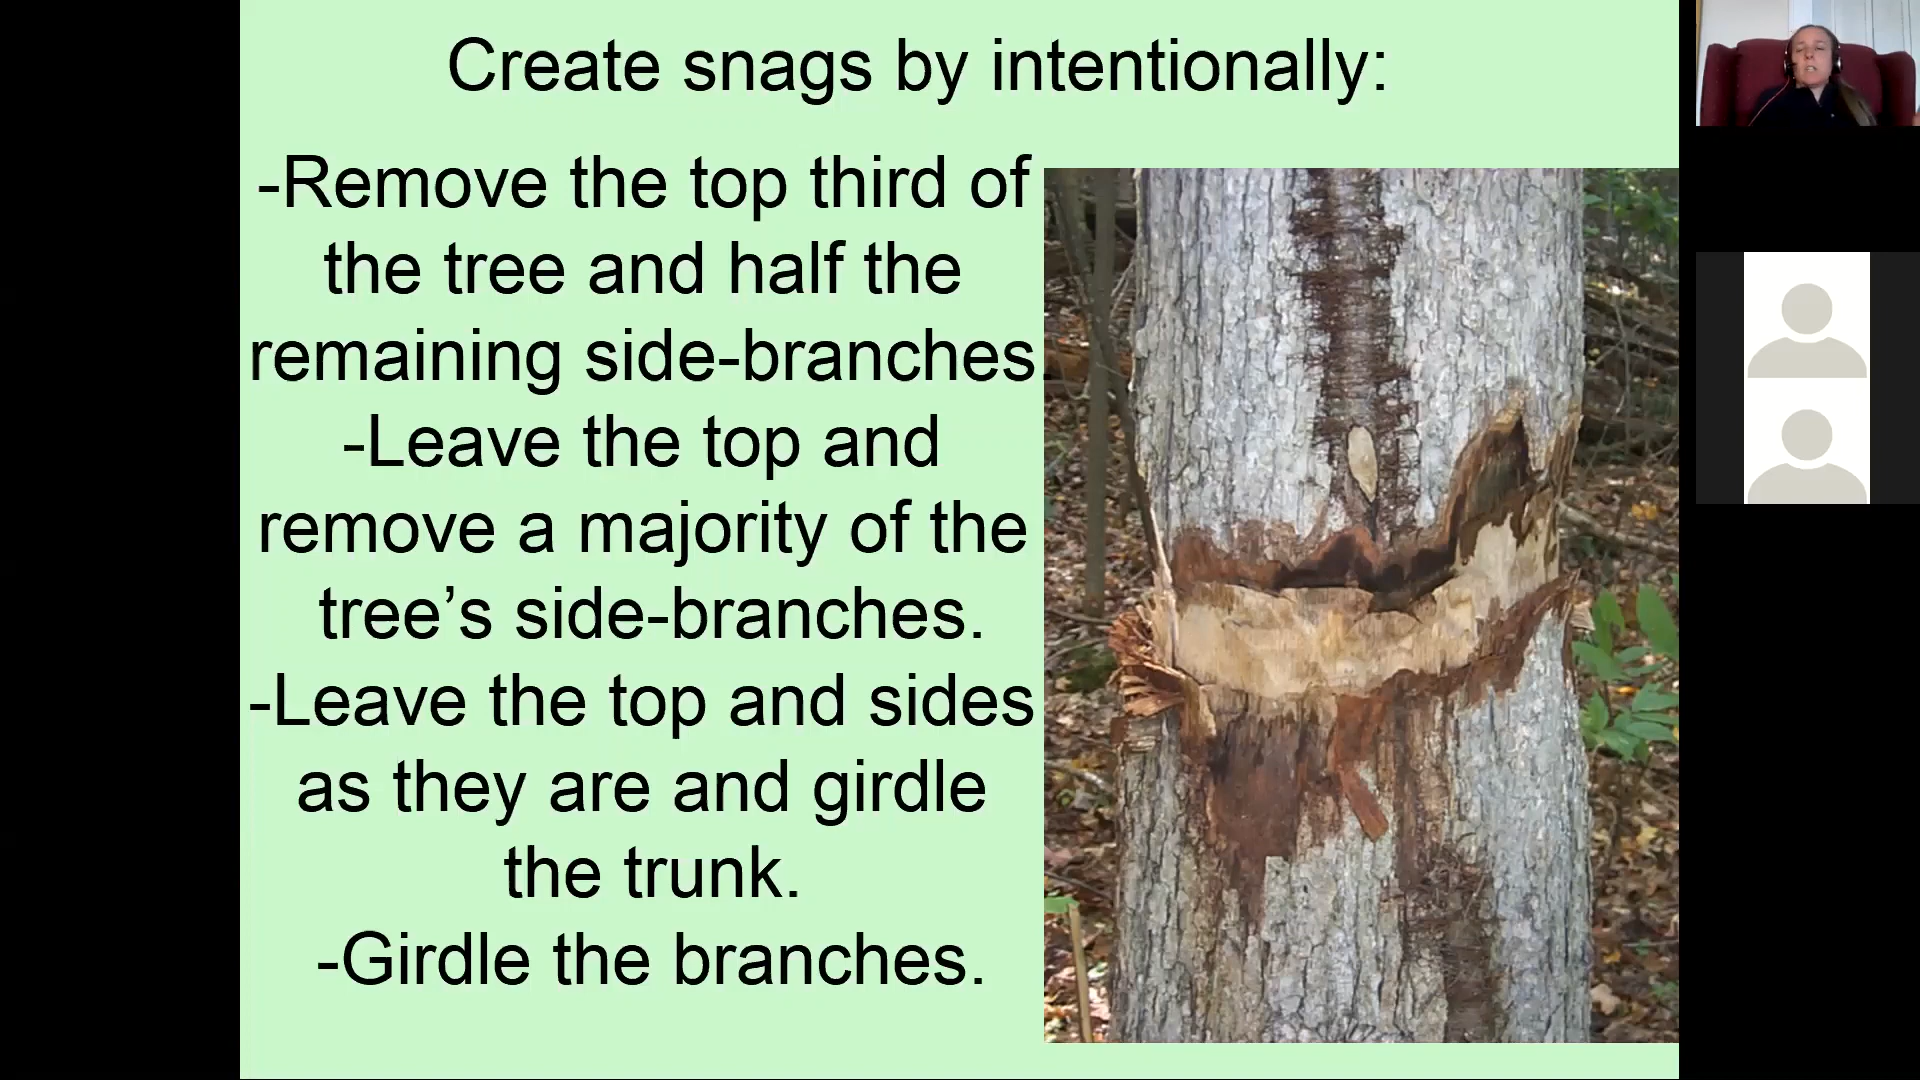 Create snags by intentionally:
-Remove the top third of
the tree and half the
remaining side-branches.
-Leave the top and
remove a majority of the
tree’s side-branches.
-Leave the top and sides
as they are and girdle
the trunk.
-Girdle the branches.